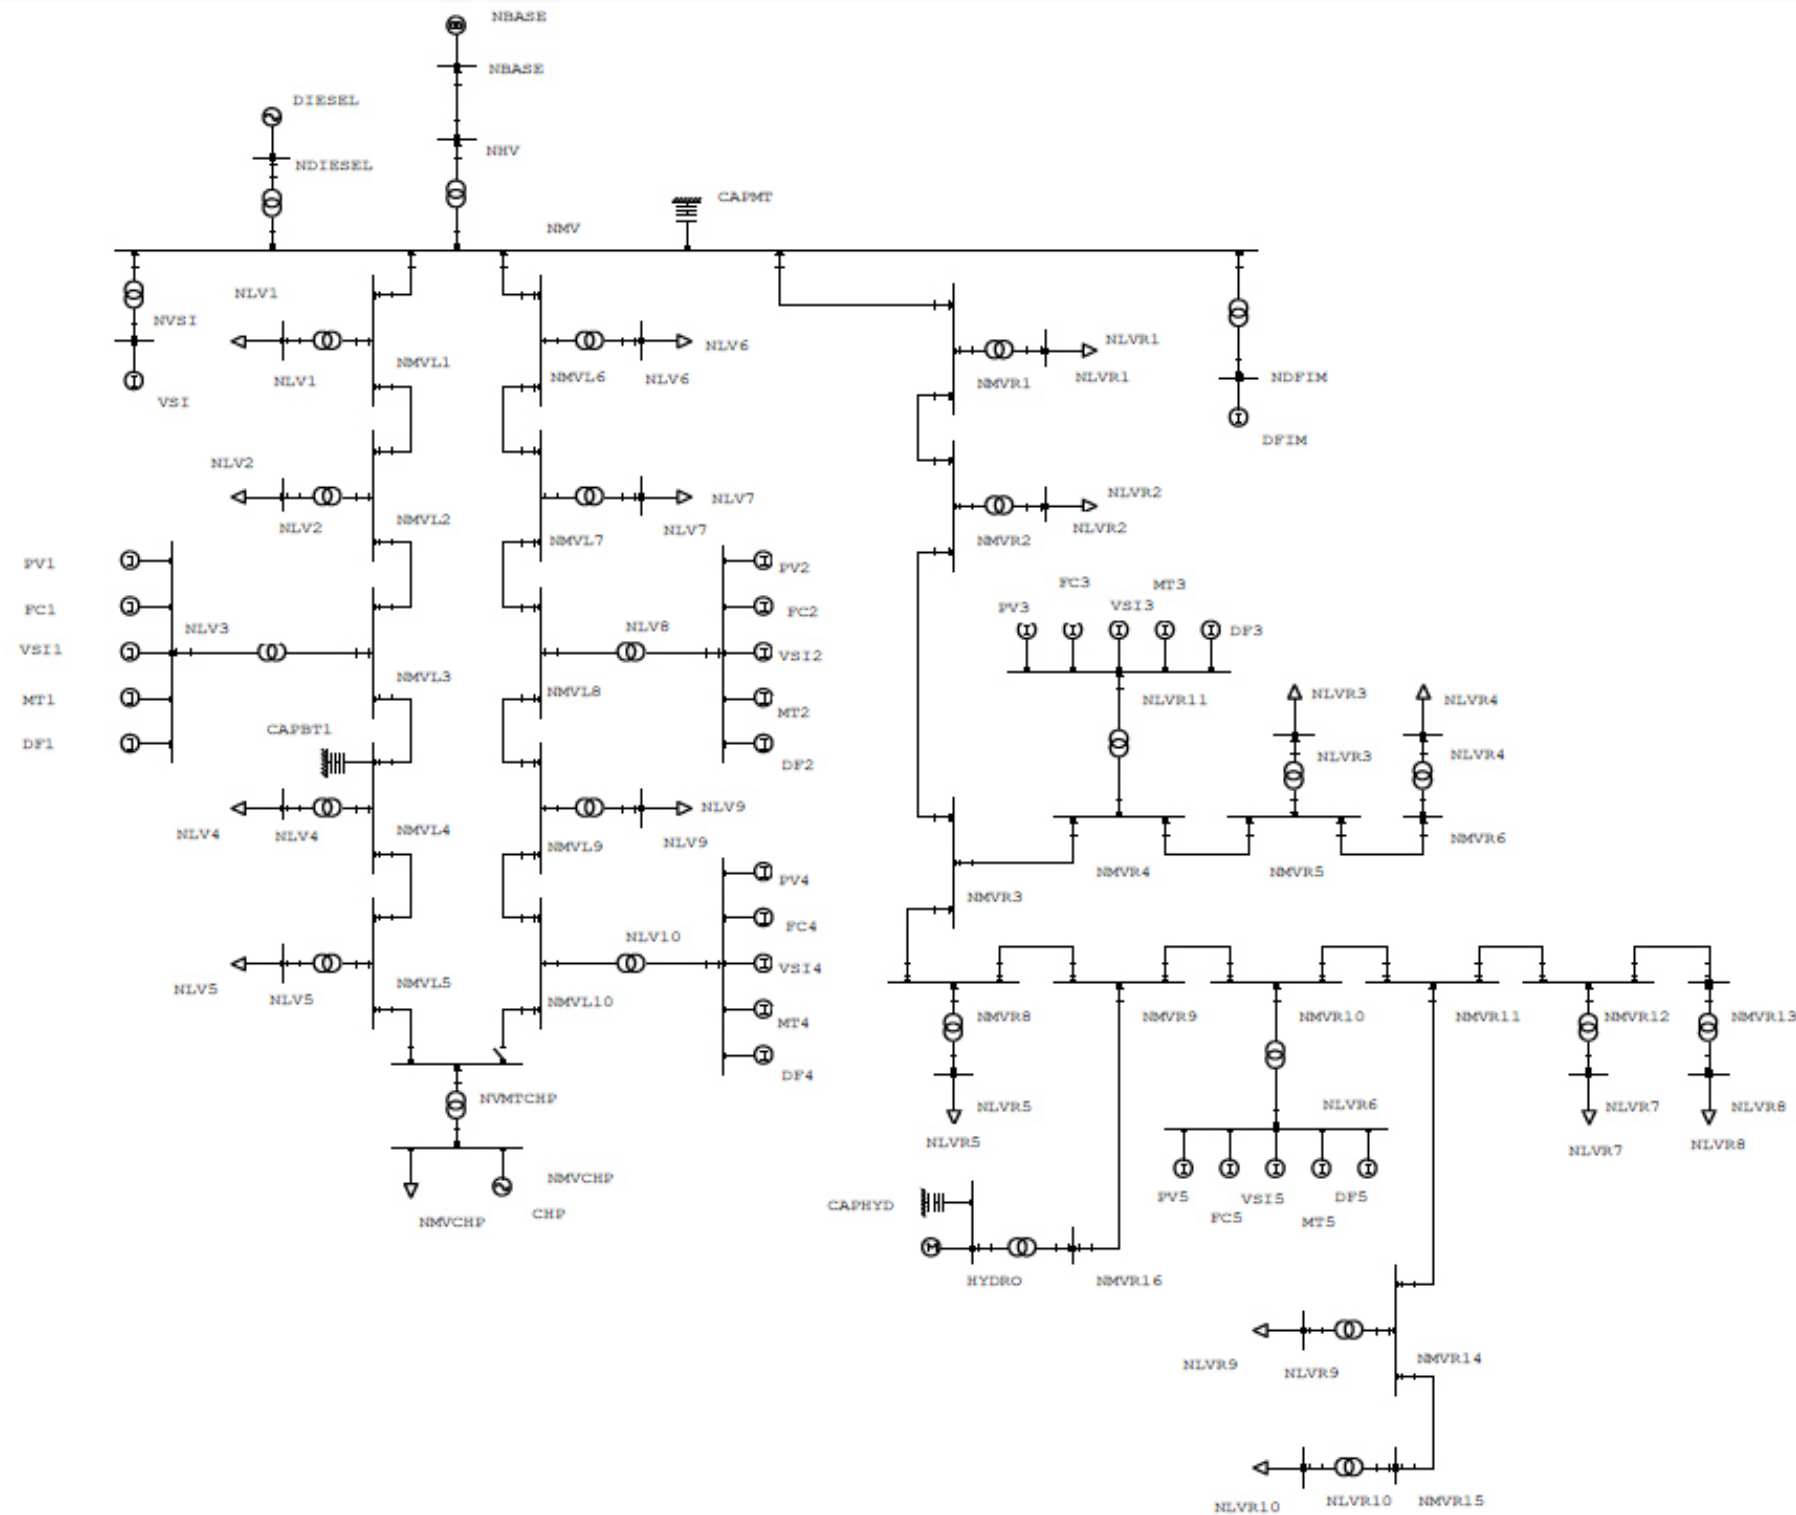 NBASE
NBASE
DIESEL
NHV
NDIESEL
CAPMT
NMV
NLV1
NVSI
NLVR1
NLV6
NMVL1
NMVL6
NLV6
NLV1
NMVR1
NLVR1
NDFIM
VSI
DFIM
NLV2
NLV7
NLVR2
NMVL2
NLV2
NLV7
NLVR2
NMVL7
NMVR2
PV1
PV2
FC3
MT3
FC1
FC2
PV3
VSI3
NLV3
NLV8
DF3
VSI1
VSI2
NMVL3
NMVL8
NLVR3
NLVR4
MT1
MT2
NLVR11
CAPBT1
DF1
DF2
NLVR3
NLVR4
NLV9
NLV4
NLV4
NMVL4
NMVL9
NLV9
NMVR6
NMVR4
NMVR5
PV4
NMVR3
FC4
NLV10
VSI4
NLV5
NLV5
NMVL5
NMVL10
MT4
NMVR8
NMVR9
NMVR10
NMVR11
NMVR12
NMVR13
DF4
NVMTCHP
NLVR5
NLVR6
NLVR7
NLVR8
NLVR5
NLVR7
NLVR8
NMVCHP
CAPHYD
PV5
VSI5
DF5
NMVCHP
CHP
FC5
MT5
HYDRO
NMVR16
NLVR9
NLVR9
NMVR14
NLVR10
NLVR10
NMVR15